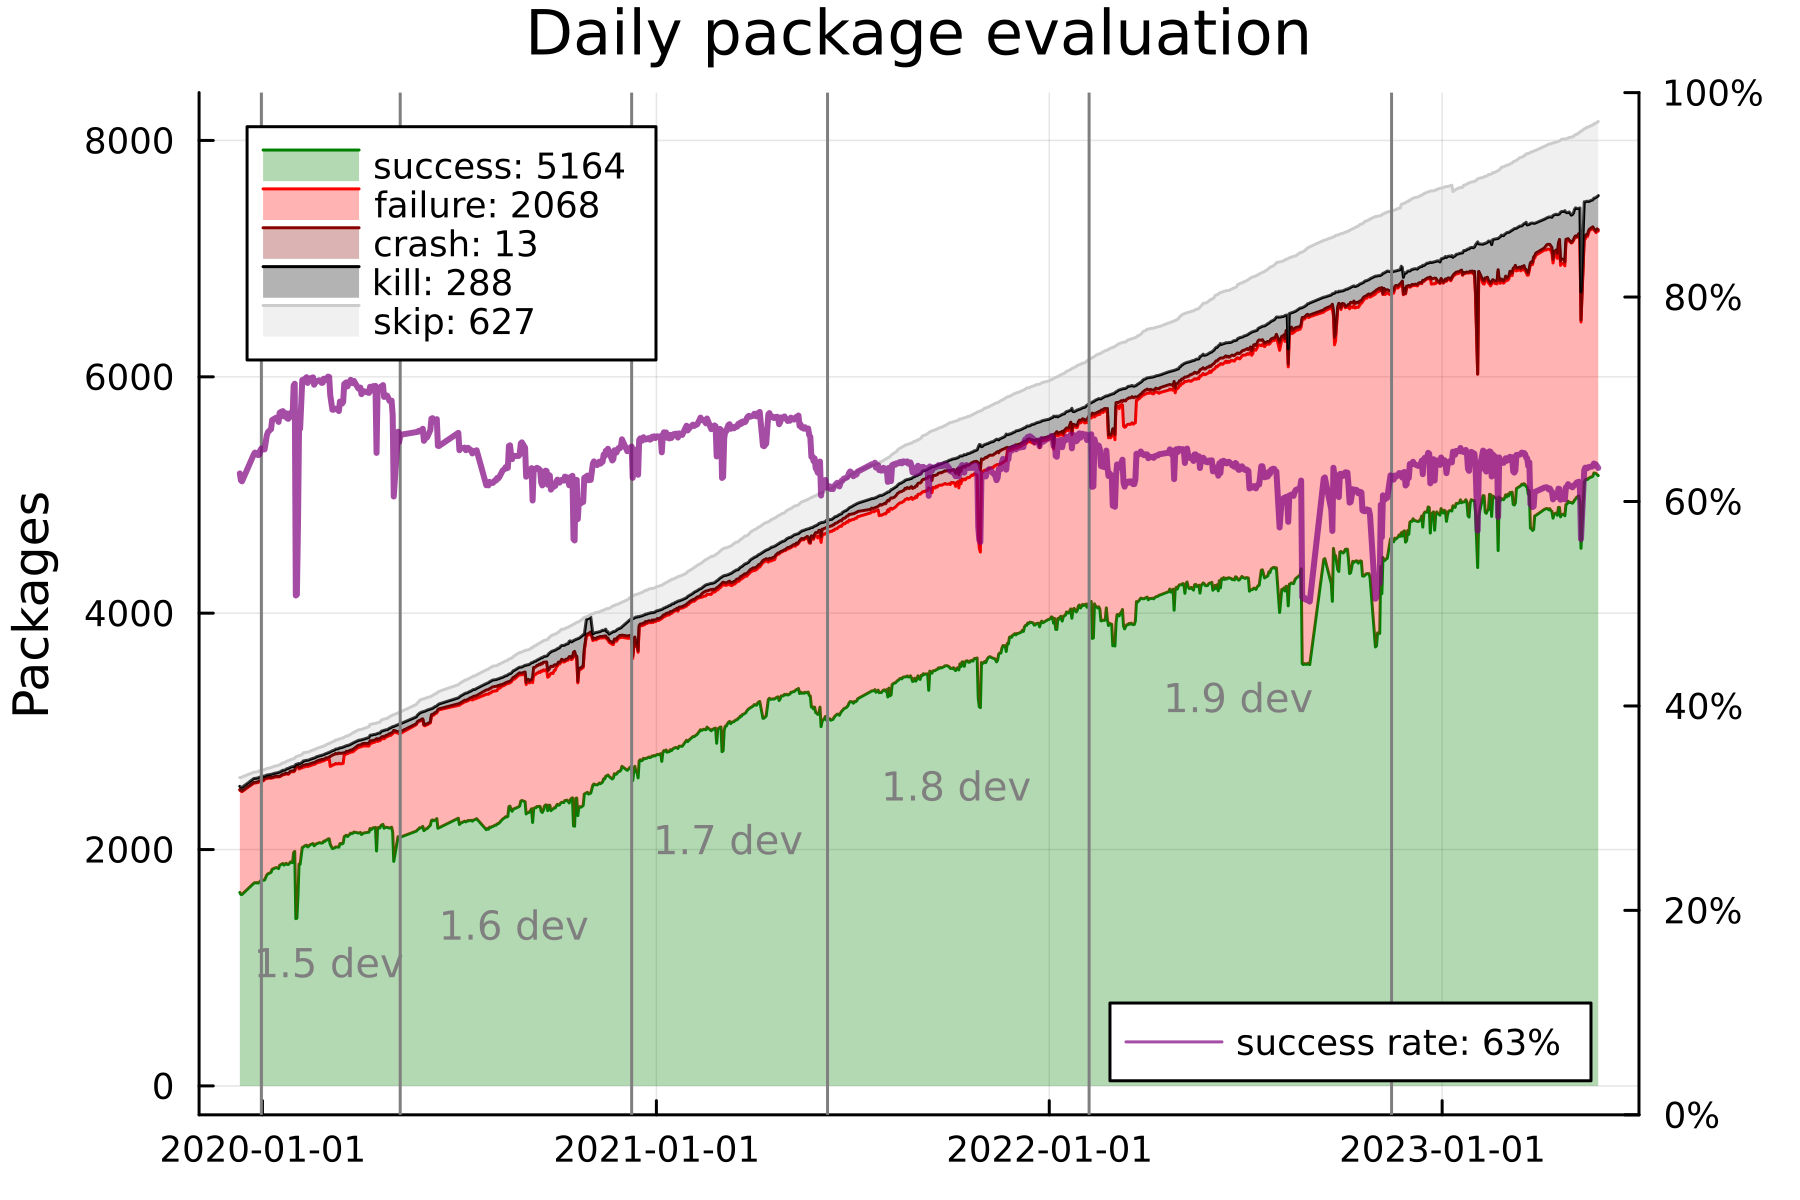 Daily package evaluation
100%
8000
success: 5164
failure: 2068
crash: 13
kill: 288
skip: 627
80%
6000
60%
Packages
4000
1.9 dev
40%
1.8 dev
1.7 dev
2000
1.6 dev
20%
1.5 dev
success rate: 63%
0
0%
2020-01-01 2021-01-01 2022-01-01 2023-01-01